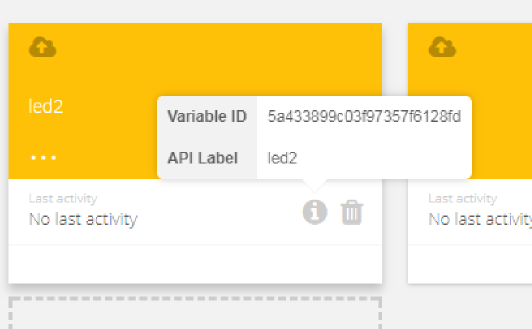 led2
Variable ID 5a433899c03f97357f6128fd
API Label led2
...
Last activity
No last activity
Last activity
No last activity